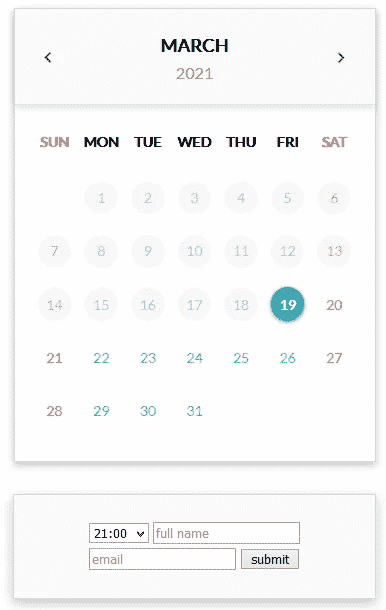 MARCH
2021
SUN MON TUE WED THU FRI SAT
1 2 3 4 5 6
7 8 9 10 11 12 13
14 15 16 17 18 19 20
21 22 23 24 25 26 27
28 29 30 31
21:00 full name
email submit